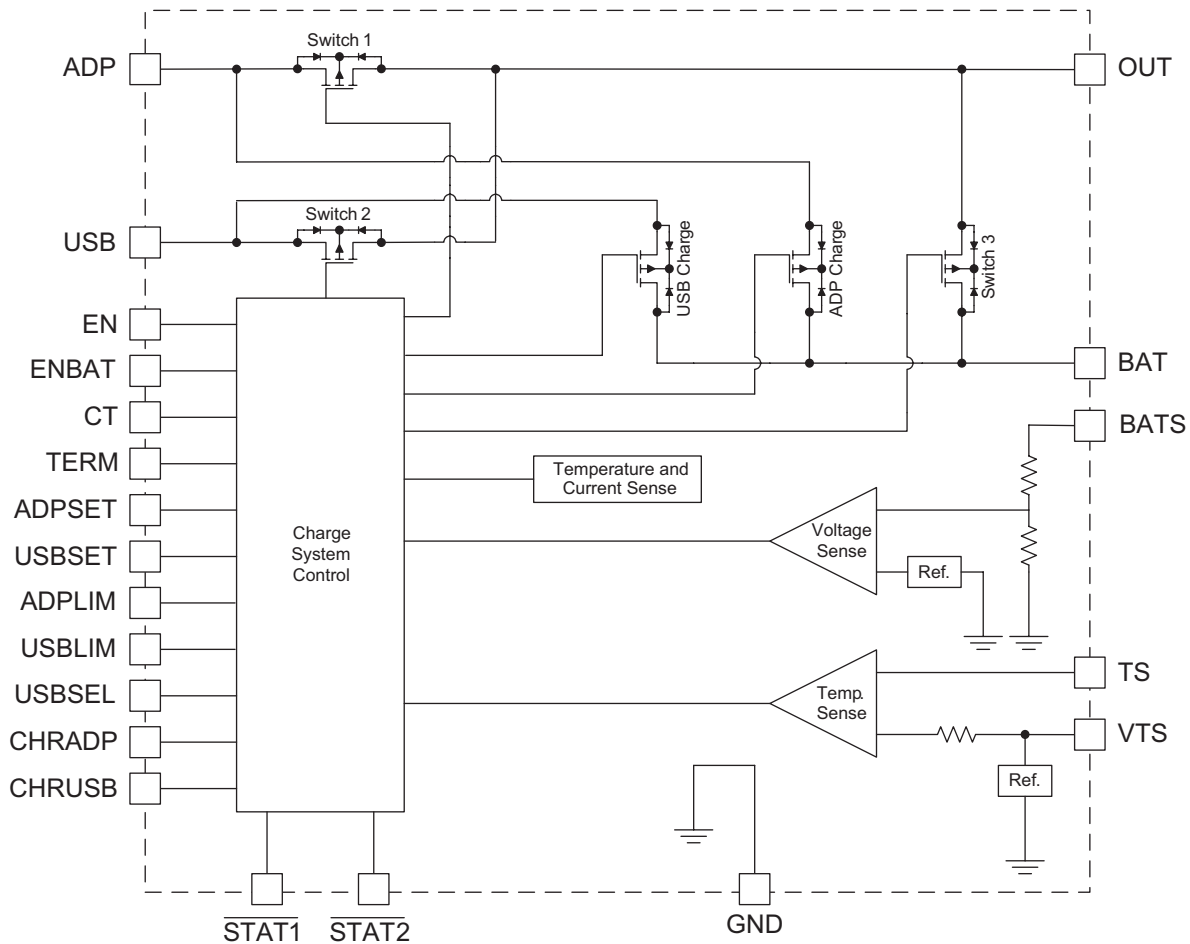 Switch 1
ADP
OUT
Switch 2
USB
USB Charge
ADP Charge
Switch 3
EN
ENBAT
BAT
CT
BATS
TERM
Temperature and
Current Sense
ADPSET
Charge
System
Control
Voltage
Sense
USBSET
Ref.
ADPLIM
USBLIM
TS
USBSEL
Temp.
Sense
CHRADP
VTS
CHRUSB
Ref.
STAT1
STAT2
GND